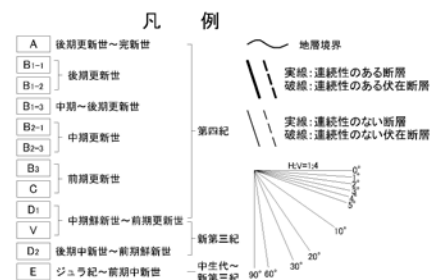 凡 例
A 後期更新世～完新世
B1-1
B1-2
後期更新世
B1-3 中期～後期更新世
B2-1
B2-3
中期更新世
B3
C
前期更新世
D1
V
中期鮮新世～前期更新世
D2 後期中新世～前期鮮新世
E ジュラ紀～前期中新世
第四紀
新第三紀
中生代～
新第三紀
地層境界
実線：連続性のある断層
破線：連続性のある伏在断層
実線：連続性のない断層
破線：連続性のない伏在断層
H:V=1:4
0°
1°
2°
3°
4°
5°
10°
20°
30°
60°
90°